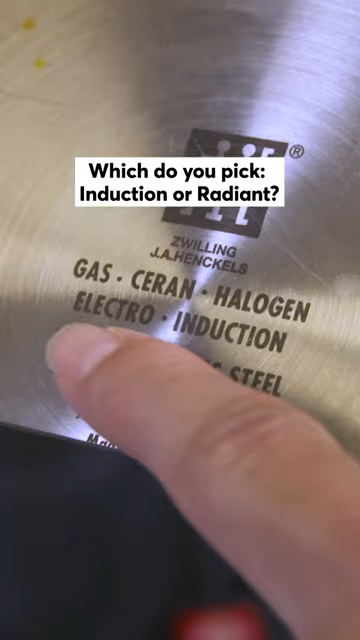 Which do you pick:
Induction or Radiant?
®
ZWILLING
J.A.HENCKELS
GAS · CERAN · HALOGEN
ELECTRO · INDUCTION
STEEL